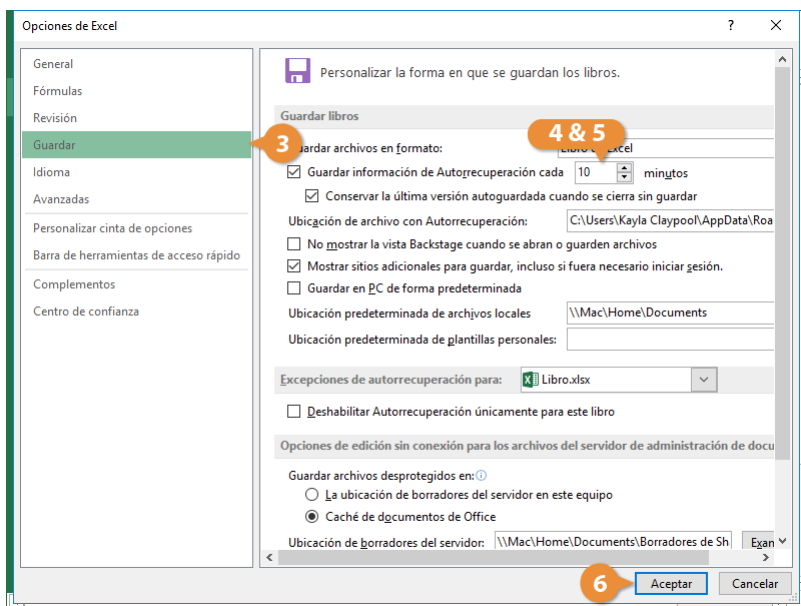 Opciones de Excel ? ×
General
Fórmulas
Revisión
Guardar
Idioma
Avanzadas
Personalizar cinta de opciones
Barra de herramientas de acceso rápido
Complementos
Centro de confianza
Personalizar la forma en que se guardan los libros.
Guardar libros
3
4 & 5
ardar archivos en formato: Excel
Guardar información de Autorrecuperación cada 10 minutos
Conservar la última versión autoguardada cuando se cierra sin guardar
Ubicación de archivo con Autorrecuperación: C:\Users\Kayla Claypool\AppData\Roa
No mostrar la vista Backstage cuando se abran o guarden archivos
Mostrar sitios adicionales para guardar, incluso si fuera necesario iniciar sesión.
Guardar en PC de forma predeterminada
Ubicación predeterminada de archivos locales \\Mac\Home\Documents
Ubicación predeterminada de plantillas personales:
Excepciones de autorrecuperación para: Libro.xlsx
Deshabilitar Autorrecuperación únicamente para este libro
Opciones de edición sin conexión para los archivos del servidor de administración de docu
Guardar archivos desprotegidos en:
La ubicación de borradores del servidor en este equipo
Caché de documentos de Office
Ubicación de borradores del servidor: \\Mac\Home\Documents\Borradores de Sh Exan
6
Aceptar Cancelar